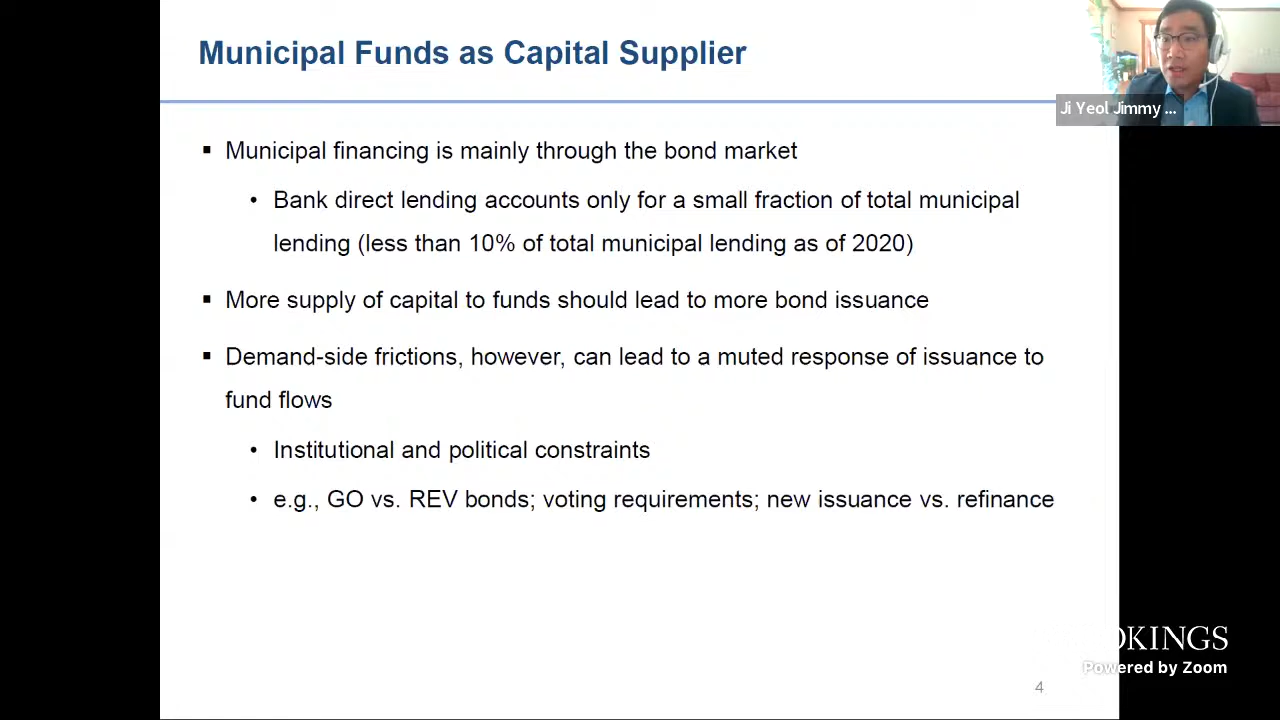 Municipal Funds as Capital Supplier
Ji Yeol Jimmy ...
▪ Municipal financing is mainly through the bond market
• Bank direct lending accounts only for a small fraction of total municipal
lending (less than 10% of total municipal lending as of 2020)
▪ More supply of capital to funds should lead to more bond issuance
▪ Demand-side frictions, however, can lead to a muted response of issuance to
fund flows
• Institutional and political constraints
• e.g., GO vs. REV bonds; voting requirements; new issuance vs. refinance
OKINGS
Powered by Zoom
4